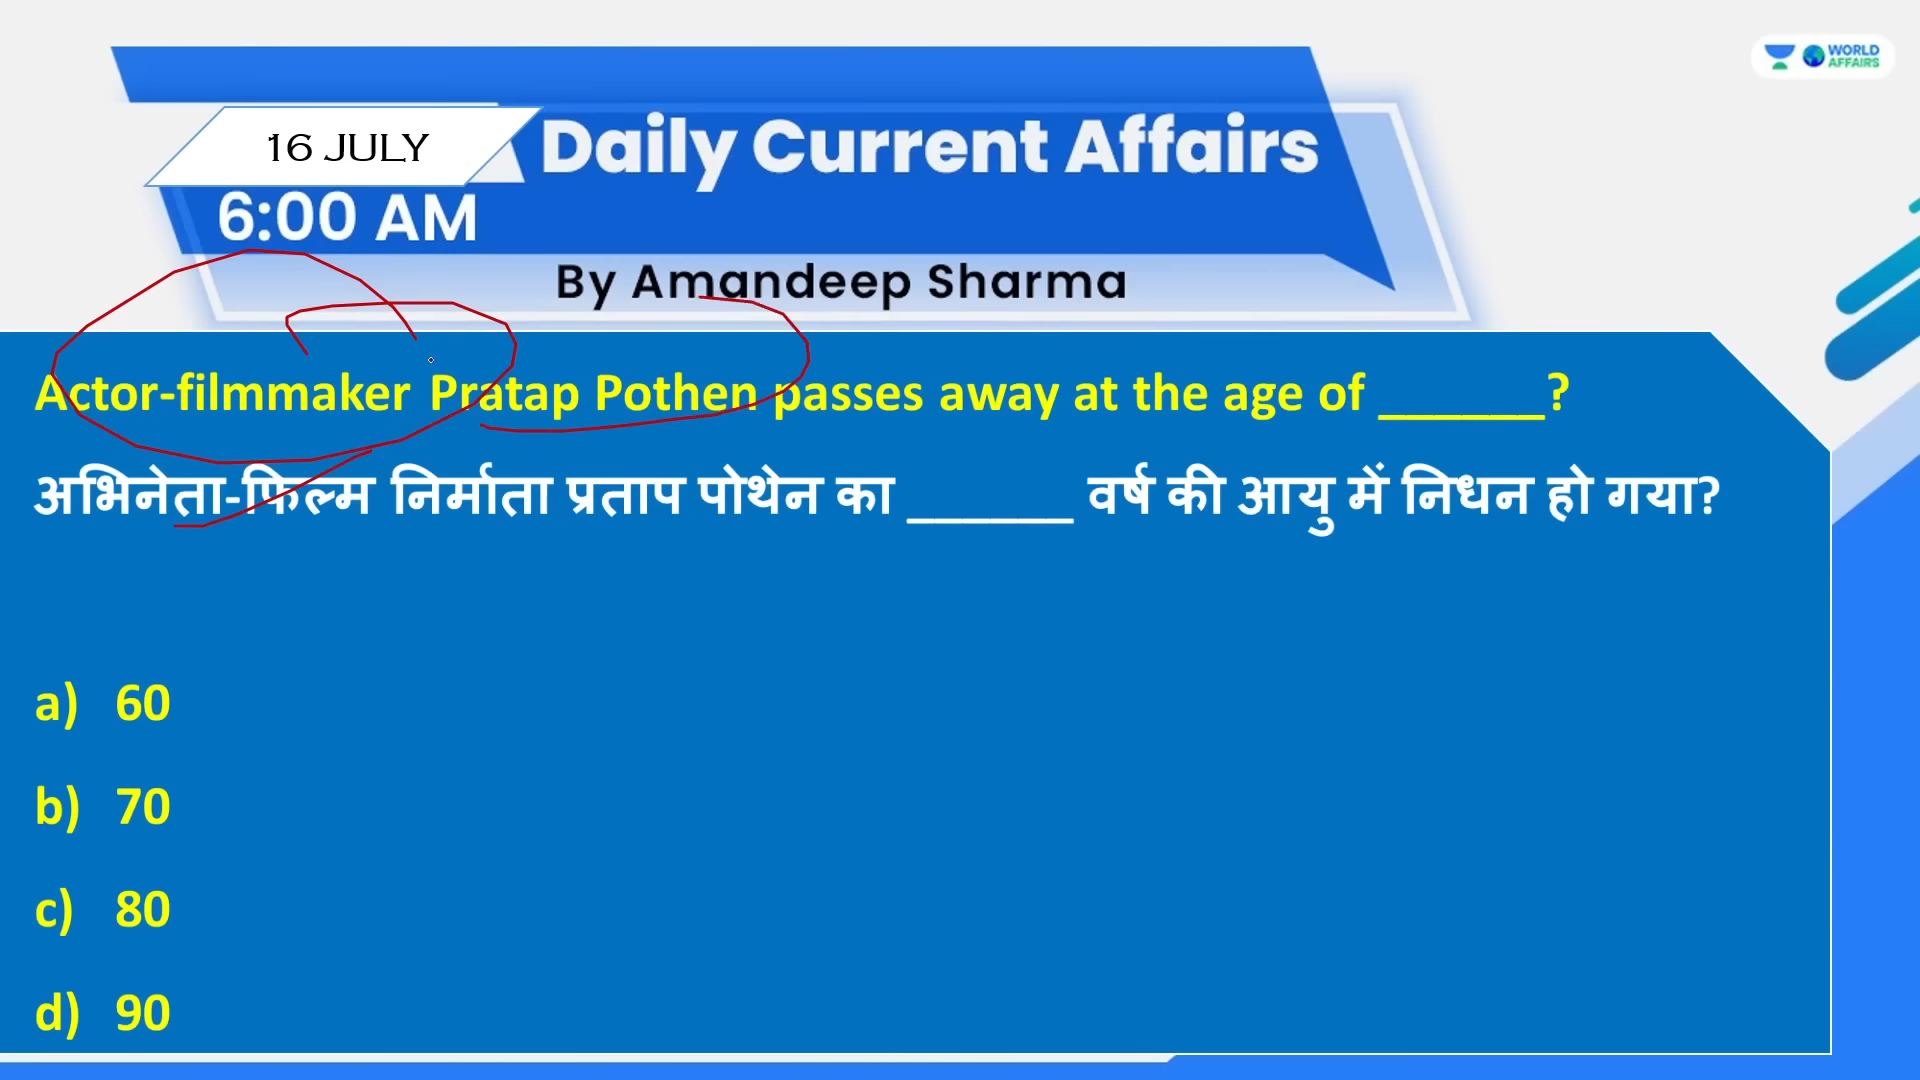 WORLD
AFFAIRS
16 JULY
Daily Current Affairs
6:00 AM
By Amandeep Sharma
Actor-filmmaker Pratap Pothen passes away at the age of ______?
अभिनेता-फिल्म निर्माता प्रताप पोथेन का ______ वर्ष की आयु में निधन हो गया?
a) 60
b) 70
c) 80
d) 90